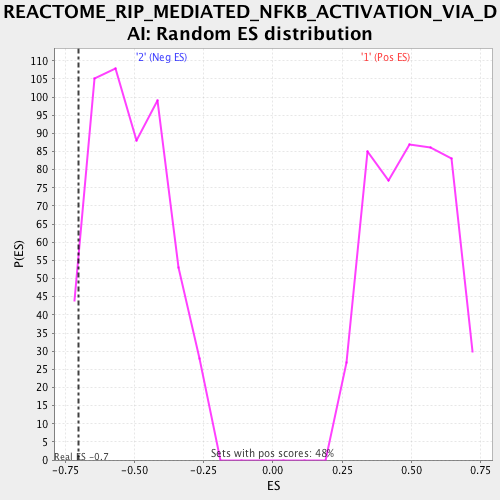 REACTOME_RIP_MEDIATED_NFKB_ACTIVATION_VIA_D
AI: Random ES distribution
'2' (Neg ES)
'1' (Pos ES)
110
105
100
95
90
85
80
75
70
65
60
55
50
45
40
35
30
25
20
15
10
5
0
P(ES)
Real ES -0.7
Sets with pos scores: 48%
-0.75 -0.50 -0.25 0.00 0.25 0.50 0.75
ES